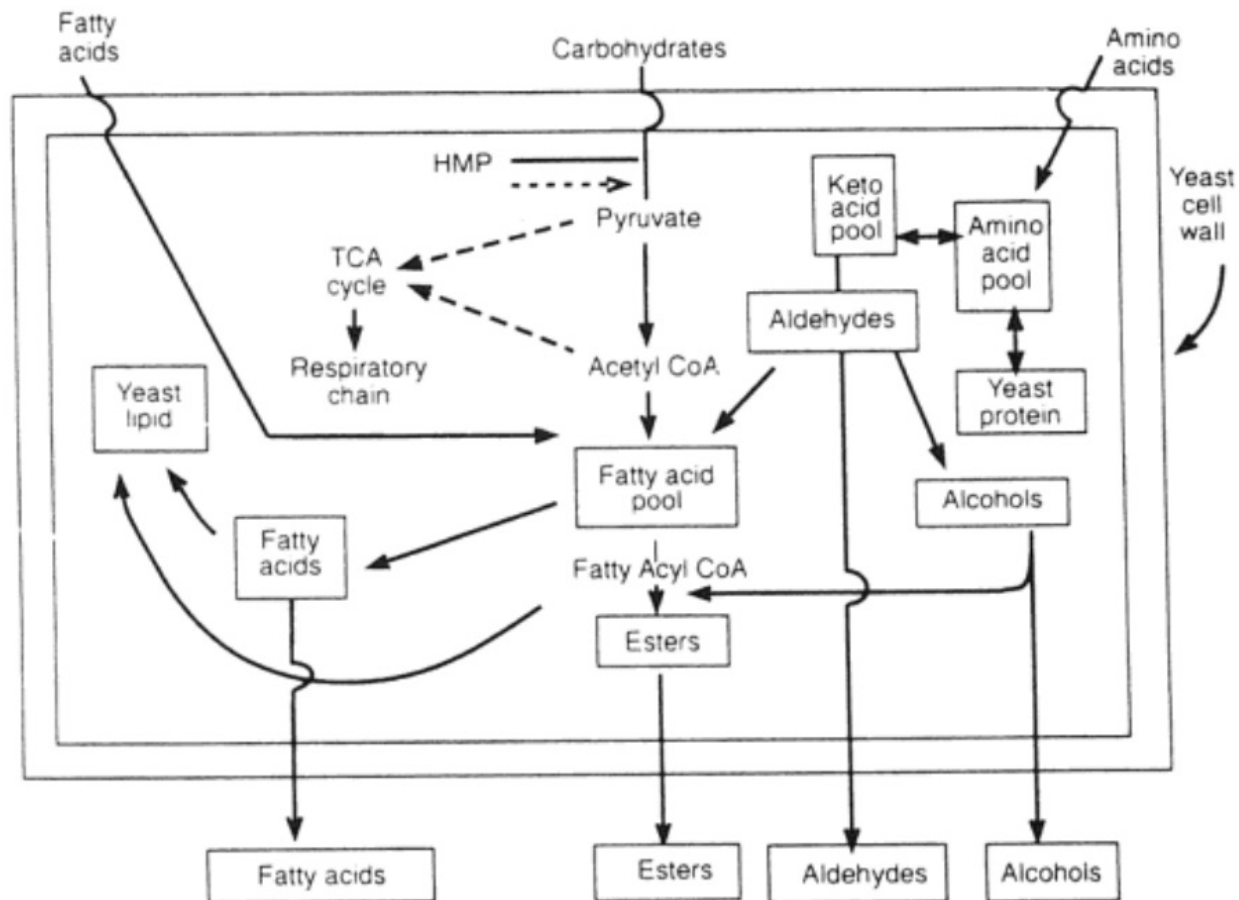 Fatty
acids
Carbohydrates
Amino
acids
HMP
Pyruvate
Keto
acid
pool
Amino
acid
pool
Yeast
cell
wall
TCA
cycle
Aldehydes
Respiratory
chain
Acetyl CoA
Yeast
lipid
Yeast
protein
Fatty acid
pool
Alcohols
Fatty
acids
Fatty Acyl CoA
Esters
Fatty acids
Esters
Aldehydes
Alcohols